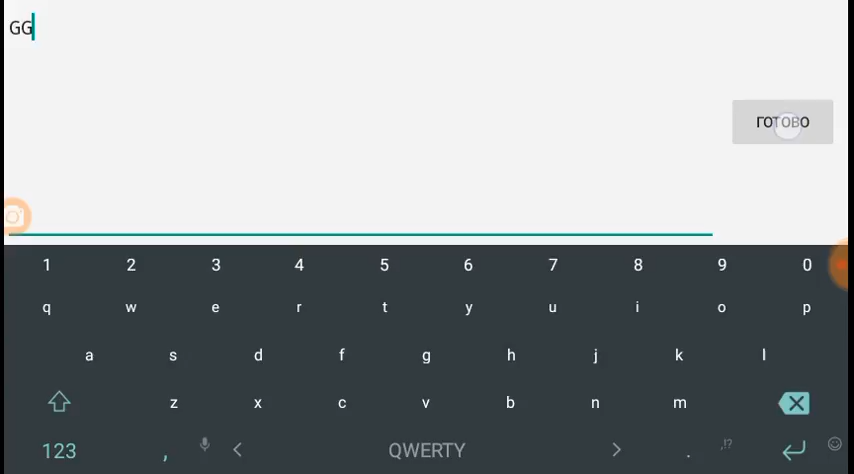 GG
ГОТОВО
1 2 3 4 5 6 7 8 9 0
q w e r t y u i o p
a s d f g h j k l
z x c v b n m
123 , < QWERTY > . ,!?